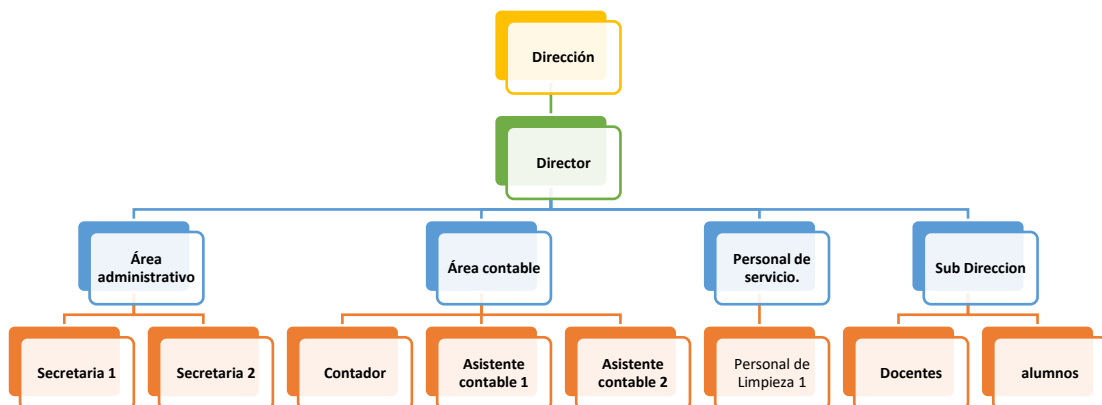 Dirección
Director
Área
administrativo
Área contable
Personal de
servicio.
Sub Direccion
Secretaria 1
Secretaria 2
Contador
Asistente
contable 1
Asistente
contable 2
Personal de
Limpieza 1
Docentes
alumnos